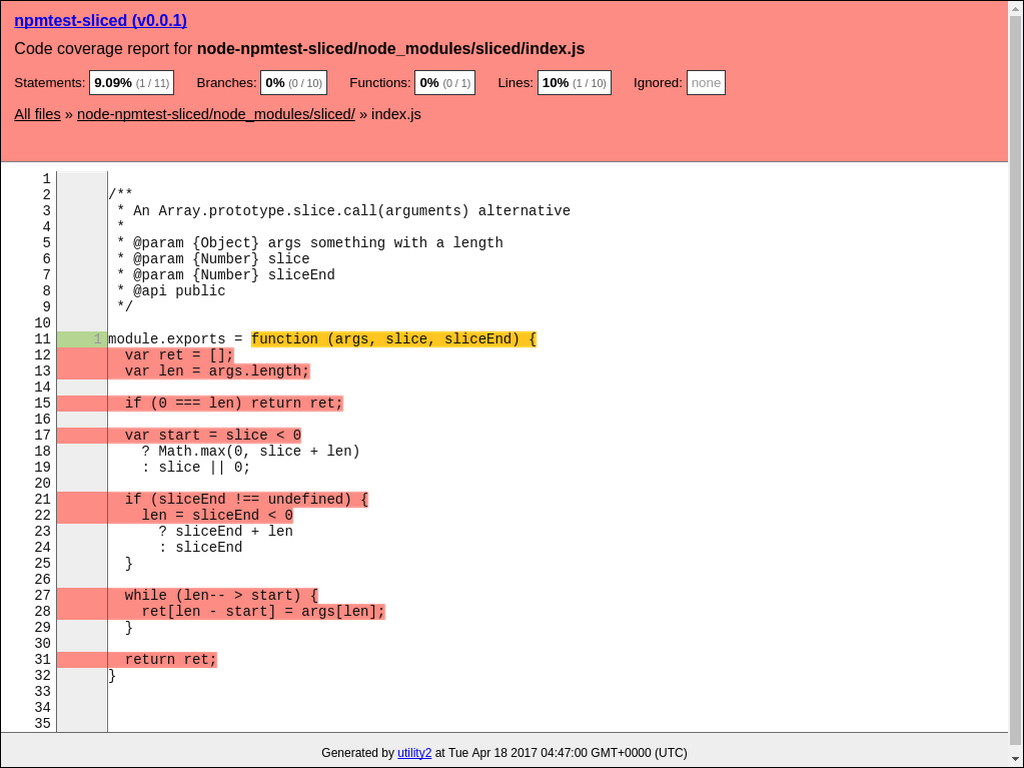 npmtest-sliced (v0.0.1)
Code coverage report for node-npmtest-sliced/node_modules/sliced/index.js
Statements: 9.09% (1 / 11) Branches: 0% (0 / 10) Functions: 0% (0 / 1) Lines: 10% (1 / 10) Ignored: none
All files » node-npmtest-sliced/node_modules/sliced/ » index.js
1
2 /**
3  * An Array.prototype.slice.call(arguments) alternative
4  *
5  * @param {Object} args something with a length
6  * @param {Number} slice
7  * @param {Number} sliceEnd
8  * @api public
9  */
10
11 1 module.exports = function (args, slice, sliceEnd) {
12   var ret = [];
13   var len = args.length;
14
15   if (0 === len) return ret;
16
17   var start = slice < 0
18     ? Math.max(0, slice + len)
19     : slice || 0;
20
21   if (sliceEnd !== undefined) {
22     len = sliceEnd < 0
23       ? sliceEnd + len
24       : sliceEnd
25   }
26
27   while (len-- > start) {
28     ret[len - start] = args[len];
29   }
30
31   return ret;
32 }
33
34
35
Generated by utility2 at Tue Apr 18 2017 04:47:00 GMT+0000 (UTC)